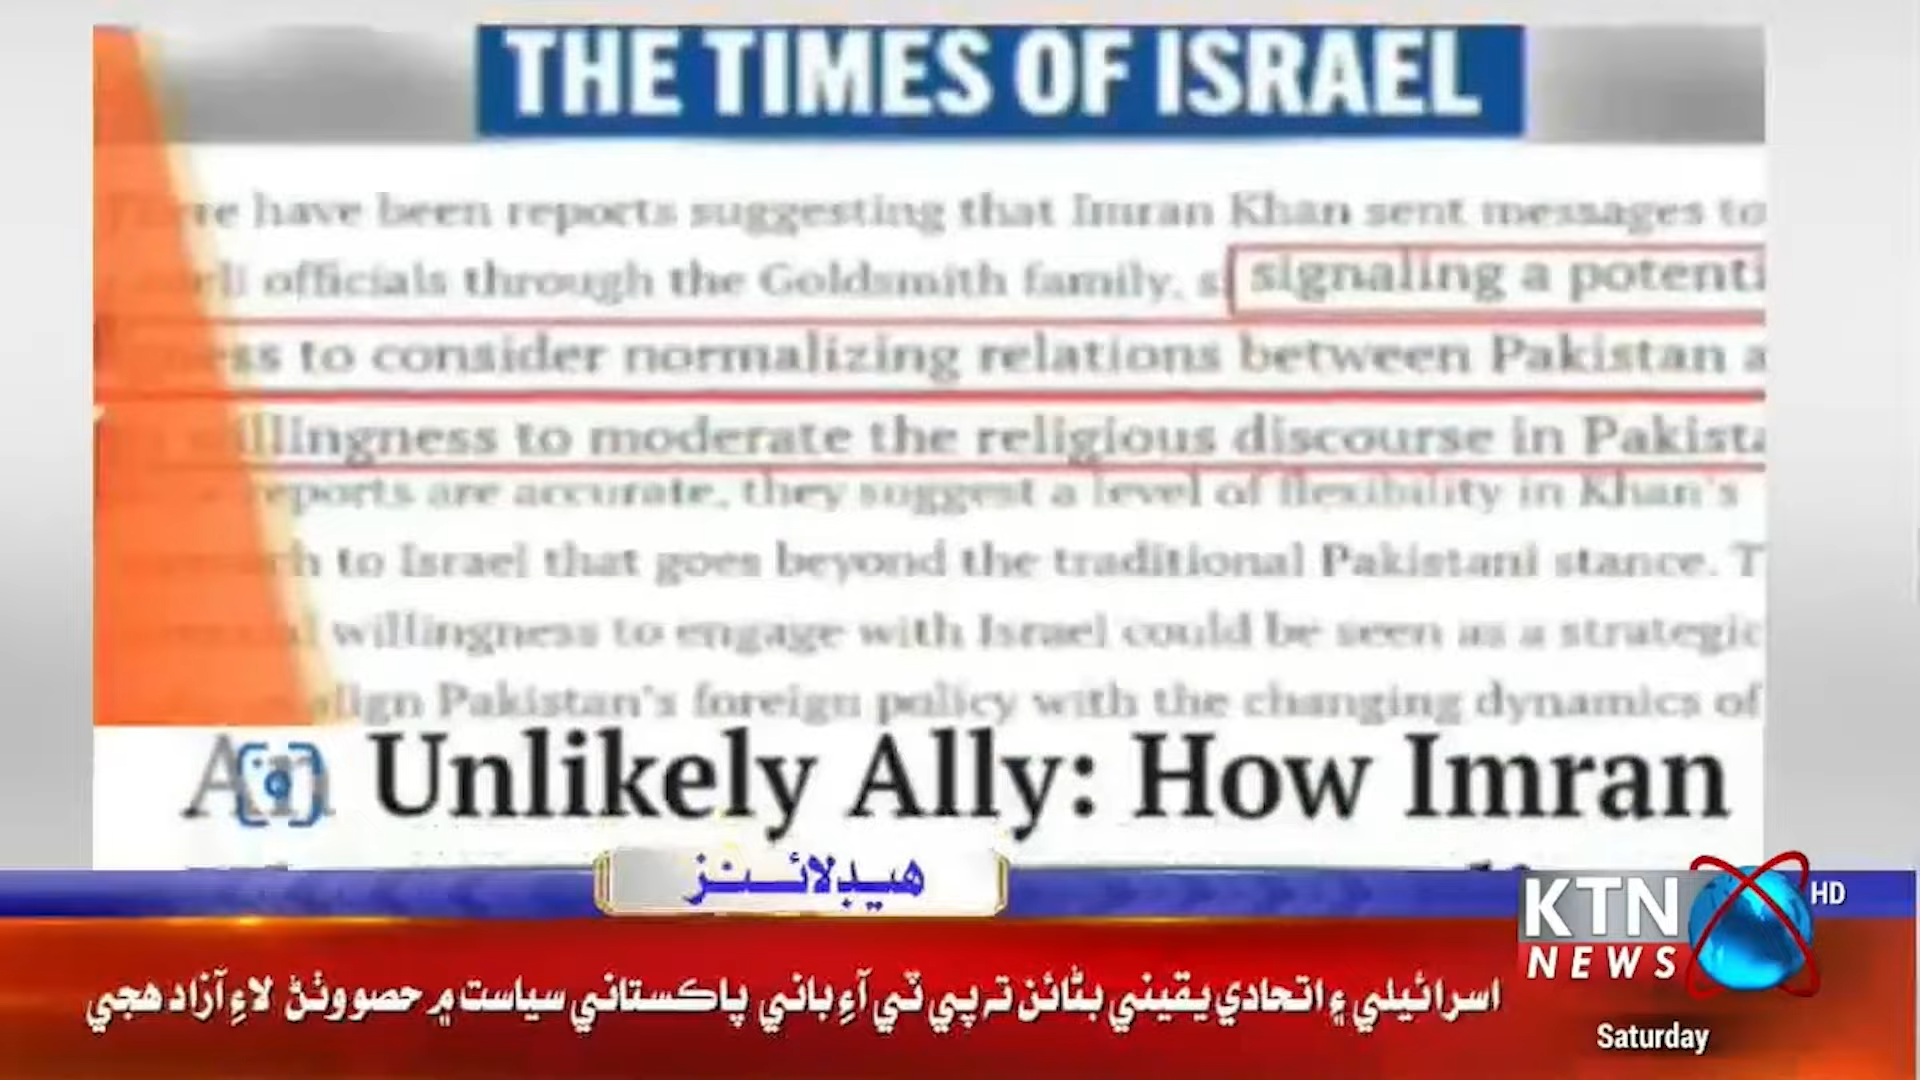 THE TIMES OF ISRAEL
have been reports suggesting that Imran Khan sent messages to
officials through the Goldsmith family, s signaling a potenti
to consider normalizing relations between Pakistan a
llingness to moderate the religious discourse in Pakista
reports are accurate, they suggest a level of flexibility in Khan's
to Israel that goes beyond the traditional Pakistani stance. T
willingness to engage with Israel could be seen as a strategic
align Pakistan's foreign policy with the changing dynamics of
An Unlikely Ally: How Imran
هيڊلائنز
KTN NEWS HD
اسرائيلي ۽ اتحادي يقيني بڻائن ته پي ٽي آءِ باني پاڪستاني سياست ۾ حصو وٺڻ لاءِ آزاد هجي
Saturday